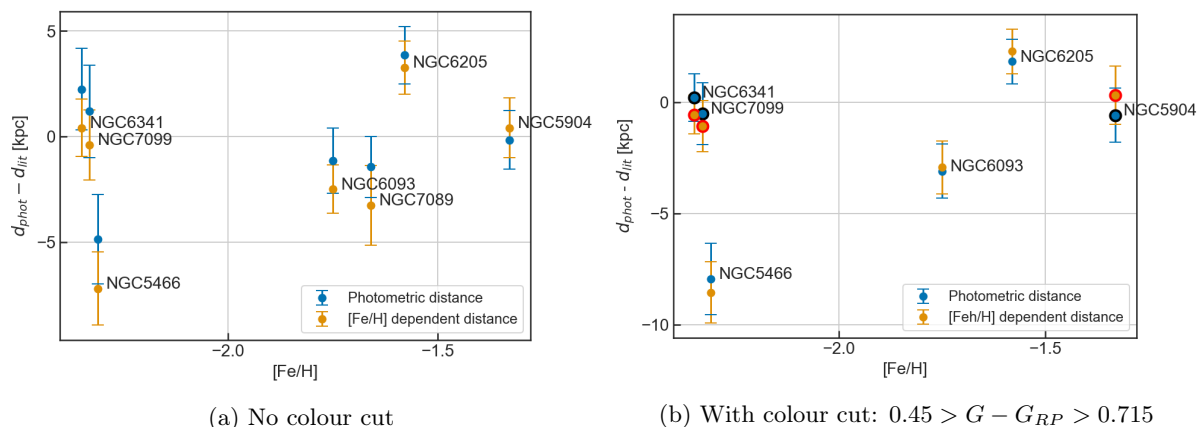 5
0
−5
d_phot − d_lit [kpc]
NGC6205
NGC5904
NGC6341
NGC7099
NGC6093
NGC7089
NGC5466
Photometric distance
[Fe/H] dependent distance
−2.0
−1.5
[Fe/H]
(a) No colour cut
0
−5
−10
d_phot - d_lit [kpc]
NGC6205
NGC6341
NGC7099
NGC5904
NGC6093
NGC5466
Photometric distance
[Feh/H] dependent distance
−2.0
−1.5
[Fe/H]
(b) With colour cut: 0.45 > G − G_RP > 0.715